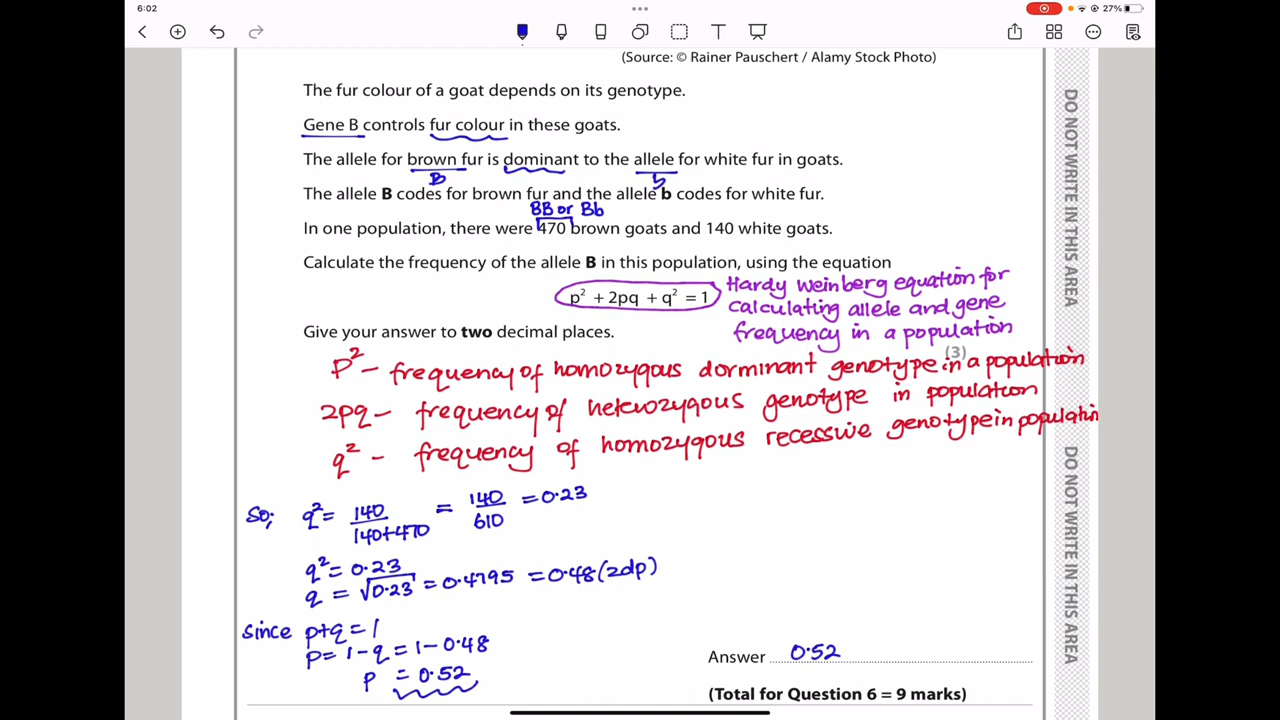 6:02
27%
(Source: © Rainer Pauschert / Alamy Stock Photo)
The fur colour of a goat depends on its genotype.
Gene B controls fur colour in these goats.
The allele for brown fur is dominant to the allele for white fur in goats.
B b
The allele B codes for brown fur and the allele b codes for white fur.
BB or Bb
In one population, there were 470 brown goats and 140 white goats.
Calculate the frequency of the allele B in this population, using the equation
p² + 2pq + q² = 1
Hardy weinberg equation for
calculating allele and gene
frequency in a population
Give your answer to two decimal places.
(3)
P² – frequency of homozygous dorminant genotype in a population
2pq – frequency of heterozygous genotype in population
q² – frequency of homozygous recessive genotype in populatin
So; q² = 140/140+470 = 140/610 = 0.23
q² = 0.23
q = √0.23 = 0.4795 = 0.48 (2dp)
since p+q = 1
p = 1 – q = 1 – 0.48
p = 0.52
Answer 0.52
(Total for Question 6 = 9 marks)
DO NOT WRITE IN THIS AREA
DO NOT WRITE IN THIS AREA